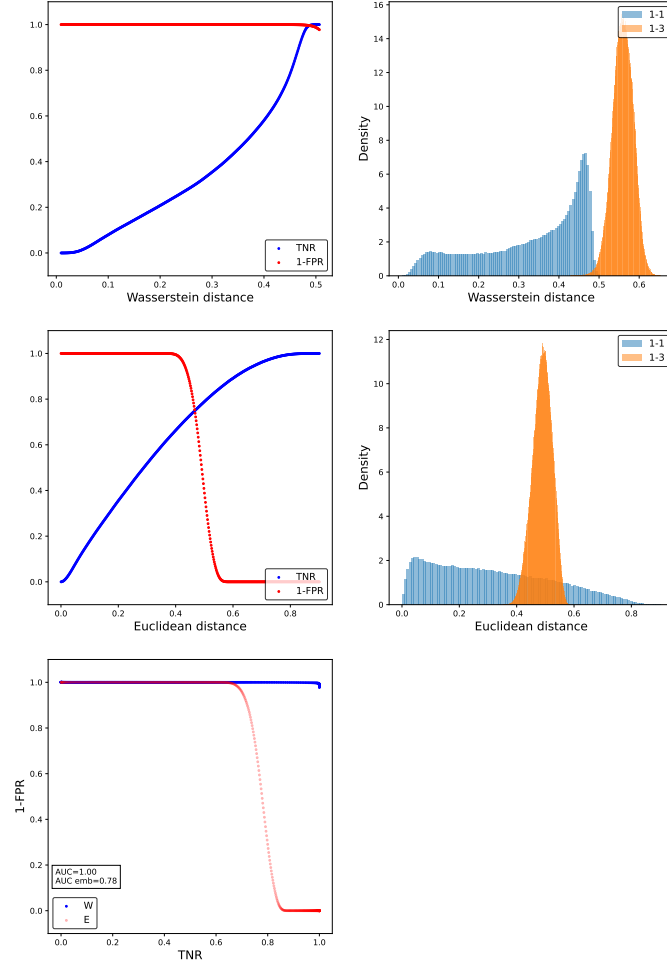 1.0
0.8
0.6
0.4
0.2
0.0
0.0 0.1 0.2 0.3 0.4 0.5
Wasserstein distance
TNR
1-FPR
16
14
12
10
8
6
4
2
0
Density
0.0 0.1 0.2 0.3 0.4 0.5 0.6
Wasserstein distance
1-1
1-3
1.0
0.8
0.6
0.4
0.2
0.0
0.0 0.2 0.4 0.6 0.8
Euclidean distance
TNR
1-FPR
12
10
8
6
4
2
0
Density
0.0 0.2 0.4 0.6 0.8
Euclidean distance
1-1
1-3
1.0
0.8
0.6
0.4
0.2
0.0
1-FPR
0.0 0.2 0.4 0.6 0.8 1.0
TNR
AUC=1.00
AUC emb=0.78
W
E